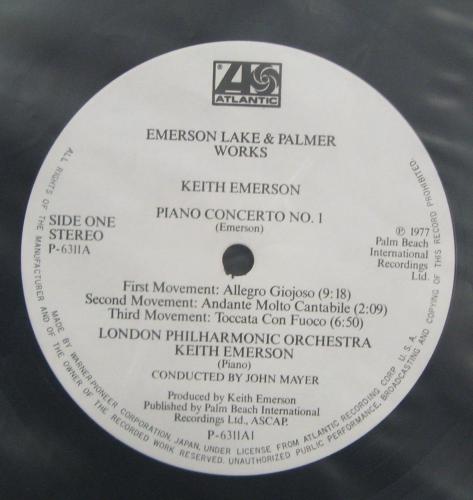 ATLANTIC
EMERSON LAKE & PALMER
WORKS
KEITH EMERSON
PIANO CONCERTO NO. 1
(Emerson)
SIDE ONE
STEREO
P-6311A
℗ 1977
Palm Beach
International
Recordings
Ltd.
First Movement: Allegro Giojoso (9:18)
Second Movement: Andante Molto Cantabile (2:09)
Third Movement: Toccata Con Fuoco (6:50)
LONDON PHILHARMONIC ORCHESTRA
KEITH EMERSON
(Piano)
CONDUCTED BY JOHN MAYER
Produced by Keith Emerson
Published by Palm Beach International
Recordings Ltd., ASCAP.
P-6311A1
MADE BY WARNER-PIONEER CORPORATION, JAPAN, UNDER LICENSE FROM ATLANTIC RECORDING CORP. U.S.A.
ALL RIGHTS OF THE MANUFACTURER AND OF THE OWNER OF THE RECORDED WORK RESERVED. UNAUTHORIZED PUBLIC PERFORMANCE, BROADCASTING AND COPYING OF THIS RECORD PROHIBITED.